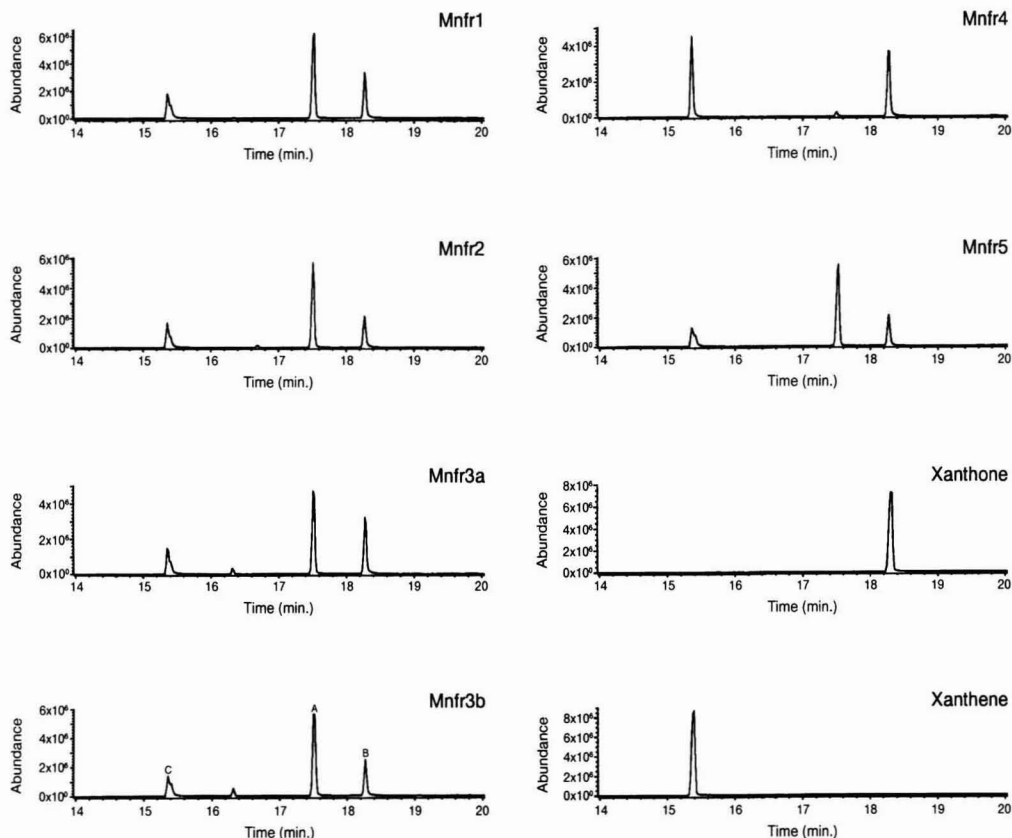 Mnfr1
Abundance
6x10⁶
4x10⁶
2x10⁶
0x10⁰
14 15 16 17 18 19 20
Time (min.)
Mnfr4
Abundance
4x10⁶
2x10⁶
0x10⁰
14 15 16 17 18 19 20
Time (min.)
Mnfr2
Abundance
6x10⁶
4x10⁶
2x10⁶
0x10⁰
14 15 16 17 18 19 20
Time (min.)
Mnfr5
Abundance
6x10⁶
4x10⁶
2x10⁶
0x10⁰
14 15 16 17 18 19 20
Time (min.)
Mnfr3a
Abundance
4x10⁶
2x10⁶
0x10⁰
14 15 16 17 18 19 20
Time (min.)
Xanthone
Abundance
8x10⁶
6x10⁶
4x10⁶
2x10⁶
0x10⁰
14 15 16 17 18 19 20
Time (min.)
Mnfr3b
Abundance
6x10⁶
4x10⁶
2x10⁶
0x10⁰
C A B
14 15 16 17 18 19 20
Time (min.)
Xanthene
Abundance
8x10⁶
6x10⁶
4x10⁶
2x10⁶
0x10⁰
14 15 16 17 18 19 20
Time (min.)